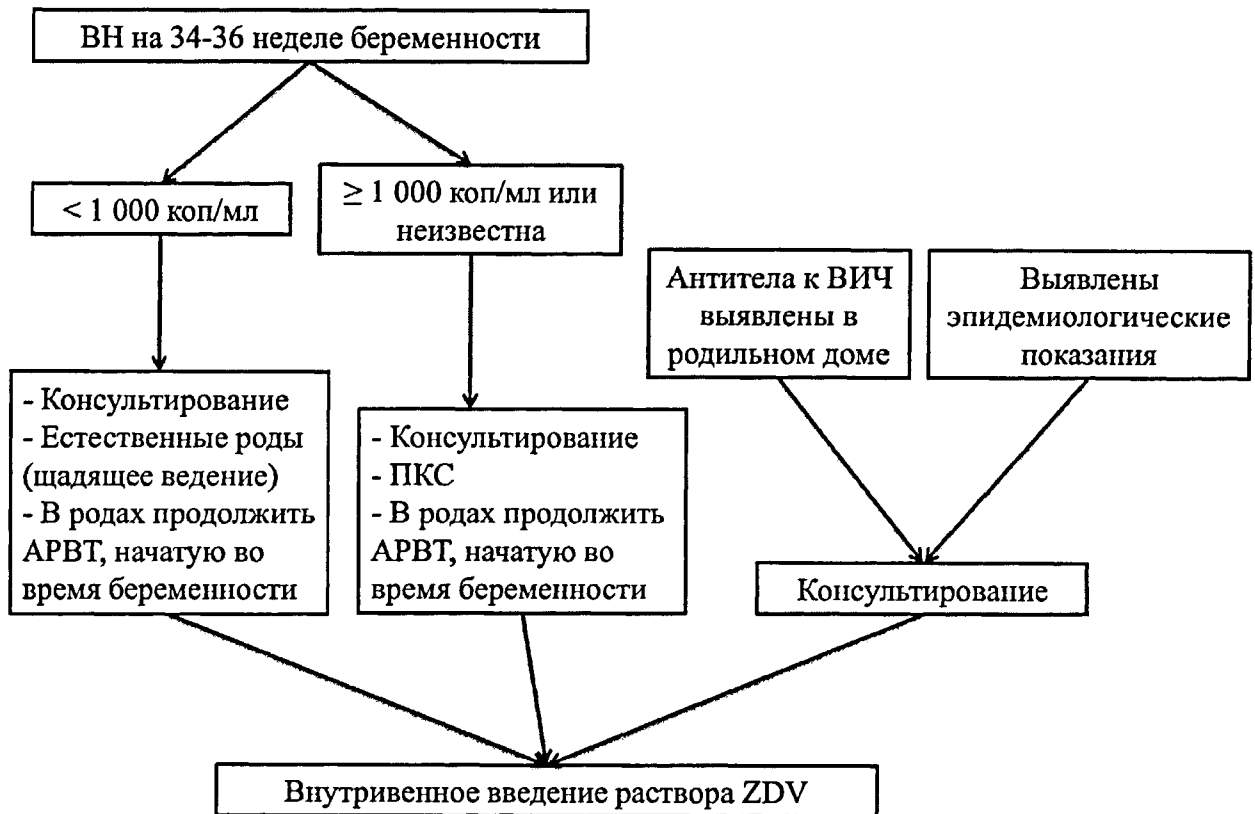 ВН на 34-36 неделе беременности
< 1 000 коп/мл
≥ 1 000 коп/мл или
неизвестна
Антитела к ВИЧ
выявлены в
родильном доме
Выявлены
эпидемиологические
показания
- Консультирование
- Естественные роды
(щадящее ведение)
- В родах продолжить
АРВТ, начатую во
время беременности
- Консультирование
- ПКС
- В родах продолжить
АРВТ, начатую во
время беременности
Консультирование
Внутривенное введение раствора ZDV